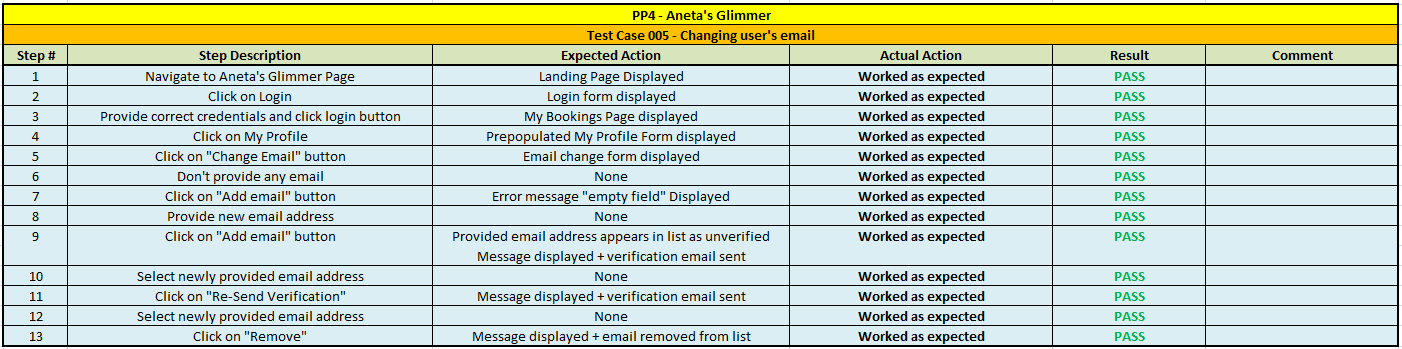 PP4 - Aneta's Glimmer
Test Case 005 - Changing user's email
Step # Step Description Expected Action Actual Action Result Comment
1 Navigate to Aneta's Glimmer Page Landing Page Displayed Worked as expected PASS
2 Click on Login Login form displayed Worked as expected PASS
3 Provide correct credentials and click login button My Bookings Page displayed Worked as expected PASS
4 Click on My Profile Prepopulated My Profile Form displayed Worked as expected PASS
5 Click on "Change Email" button Email change form displayed Worked as expected PASS
6 Don't provide any email None Worked as expected PASS
7 Click on "Add email" button Error message "empty field" Displayed Worked as expected PASS
8 Provide new email address None Worked as expected PASS
9 Click on "Add email" button Provided email address appears in list as unverified Worked as expected PASS
Message displayed + verification email sent
10 Select newly provided email address None Worked as expected PASS
11 Click on "Re-Send Verification" Message displayed + verification email sent Worked as expected PASS
12 Select newly provided email address None Worked as expected PASS
13 Click on "Remove" Message displayed + email removed from list Worked as expected PASS